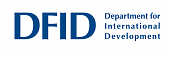 DFID
Department for
International
Development